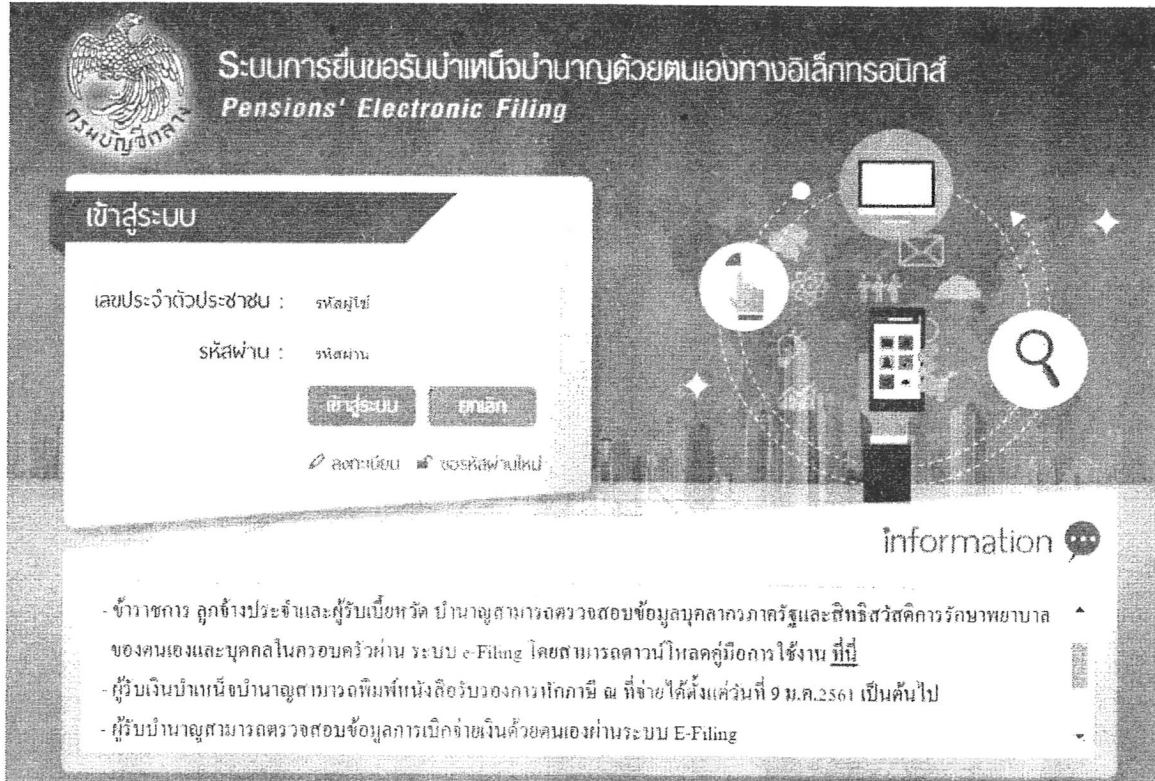 กรมบัญชีกลาง
ระบบการยื่นขอรับบำเหน็จบำนาญด้วยตนเองทางอิเล็กทรอนิกส์
Pensions' Electronic Filing
เข้าสู่ระบบ
เลขประจำตัวประชาชน : รหัสผู้ใช้
รหัสผ่าน : รหัสผ่าน
เข้าสู่ระบบ ยกเลิก
ลงทะเบียน ขอรหัสผ่านใหม่
information
- ข้าราชการ ลูกจ้างประจำและผู้รับเบี้ยหวัด บำนาญสามารถตรวจสอบข้อมูลบุคลากรภาครัฐและสิทธิสวัสดิการรักษาพยาบาล
ของตนเองและบุคคลในครอบครัวผ่าน ระบบ e-Filing โดยสามารถดาวน์โหลดคู่มือการใช้งาน ที่นี่
- ผู้รับเงินบำเหน็จบำนาญสามารถพิมพ์หนังสือรับรองการหักภาษี ณ ที่จ่ายได้ตั้งแต่วันที่ 9 ม.ค.2561 เป็นต้นไป
- ผู้รับบำนาญสามารถตรวจสอบข้อมูลการเบิกจ่ายเงินด้วยตนเองผ่านระบบ E-Filing